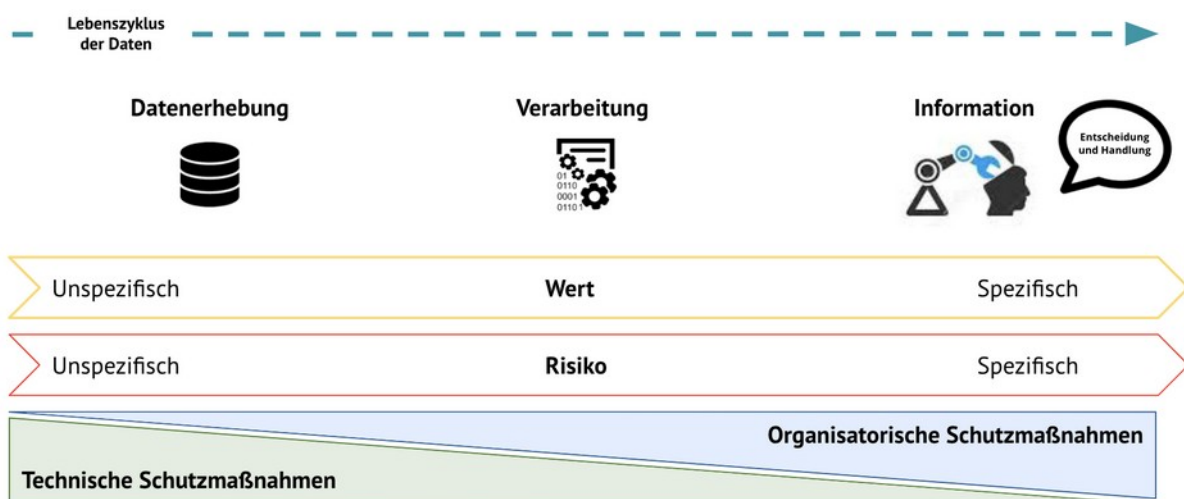 Lebenszyklus
der Daten
Datenerhebung
Verarbeitung
Information
Entscheidung
und Handlung
01
0110
0001
01101
Unspezifisch
Wert
Spezifisch
Unspezifisch
Risiko
Spezifisch
Organisatorische Schutzmaßnahmen
Technische Schutzmaßnahmen